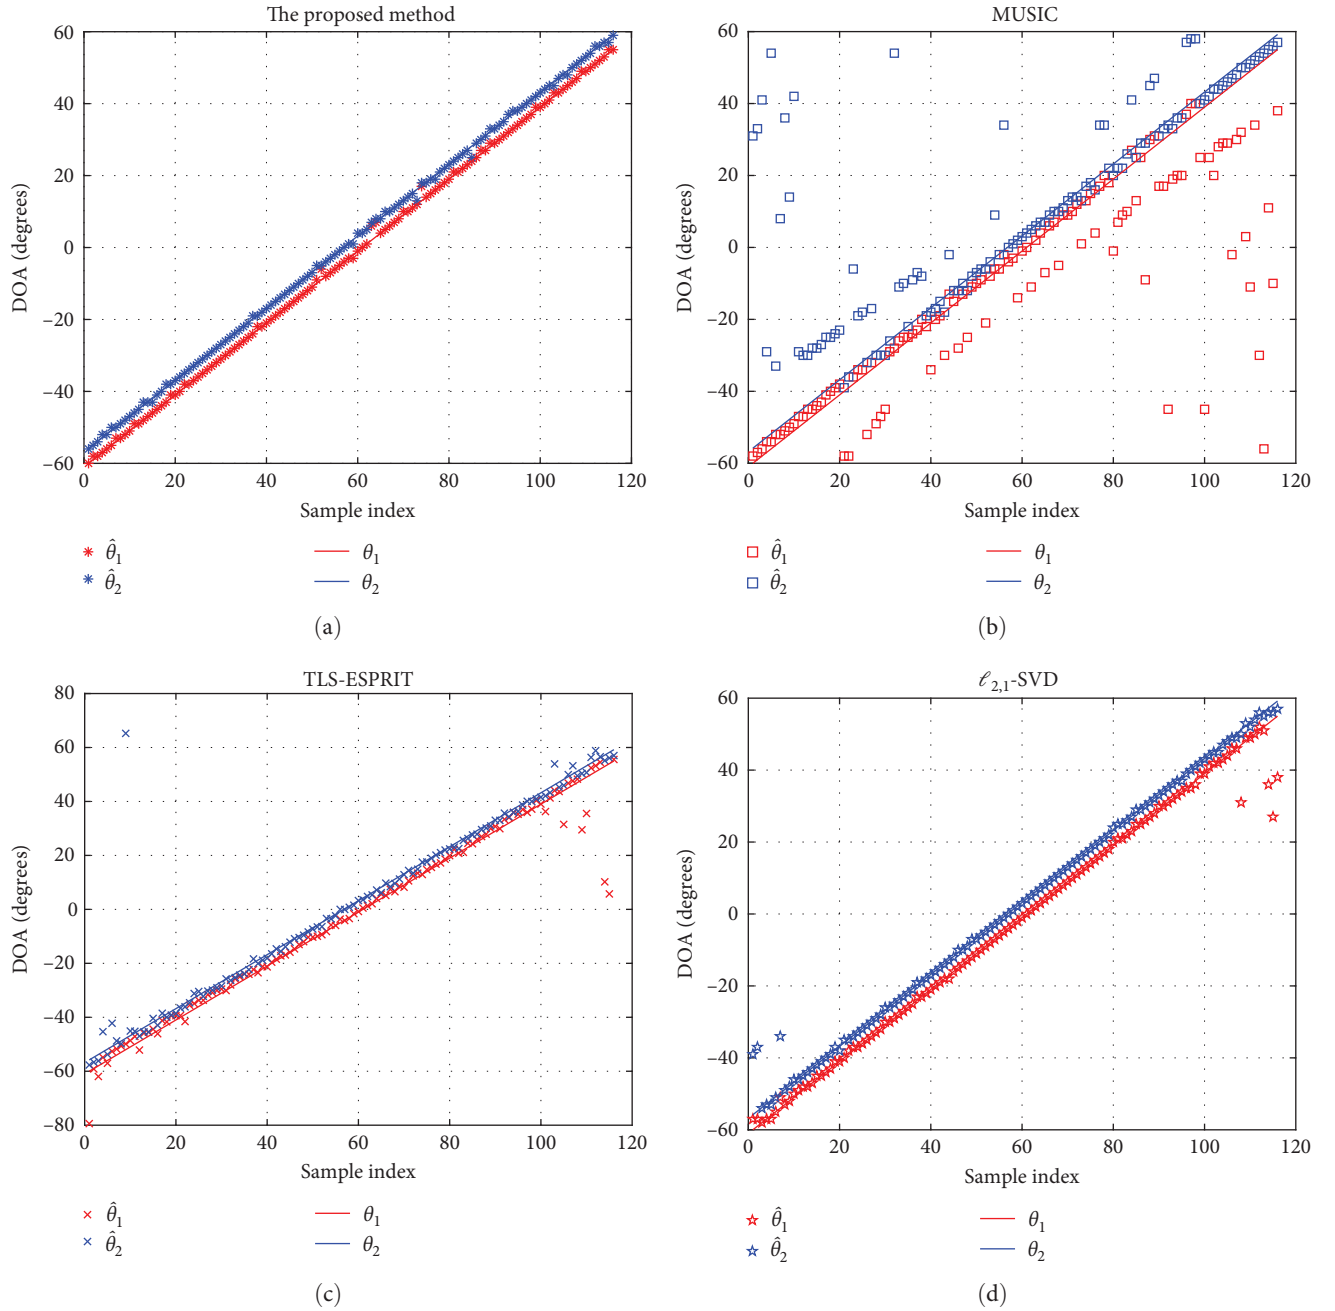 The proposed method
60
40
20
0
−20
−40
−60
0 20 40 60 80 100 120
DOA (degrees)
Sample index
θ̂1 θ1
θ̂2 θ2
(a)
MUSIC
60
40
20
0
−20
−40
−60
0 20 40 60 80 100 120
DOA (degrees)
Sample index
θ̂1 θ1
θ̂2 θ2
(b)
TLS-ESPRIT
80
60
40
20
0
−20
−40
−60
−80
0 20 40 60 80 100 120
DOA (degrees)
Sample index
θ̂1 θ1
θ̂2 θ2
(c)
ℓ2,1-SVD
60
40
20
0
−20
−40
−60
0 20 40 60 80 100 120
DOA (degrees)
Sample index
θ̂1 θ1
θ̂2 θ2
(d)